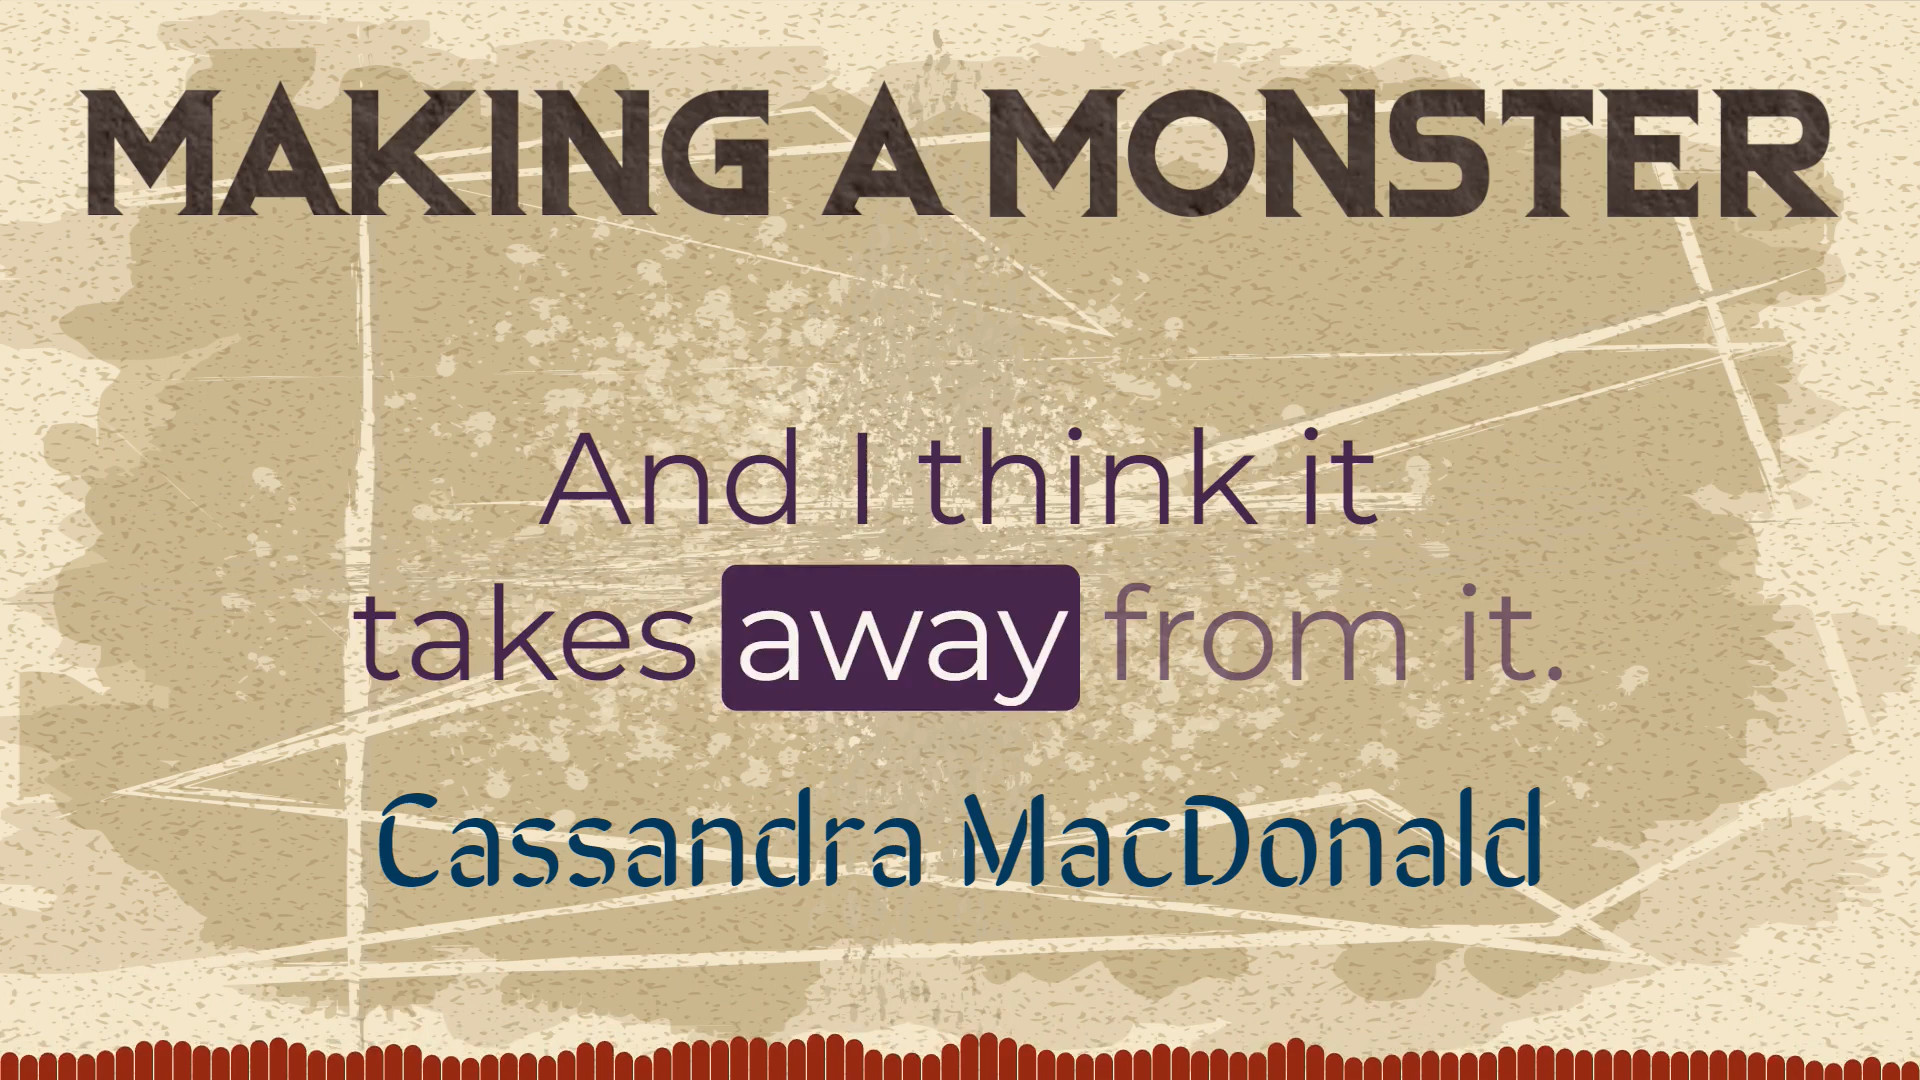 MAKING A MONSTER
And I think it
takes away from it.
Cassandra MacDonald